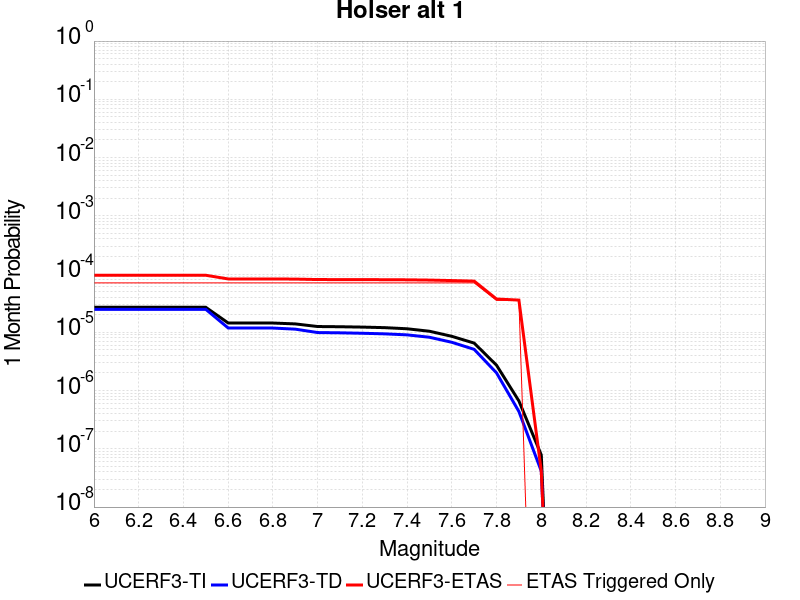 Holser alt 1
10^0
10^-1
10^-2
10^-3
10^-4
10^-5
10^-6
10^-7
10^-8
1 Month Probability
6 6.2 6.4 6.6 6.8 7 7.2 7.4 7.6 7.8 8 8.2 8.4 8.6 8.8 9
Magnitude
UCERF3-TI UCERF3-TD UCERF3-ETAS ETAS Triggered Only